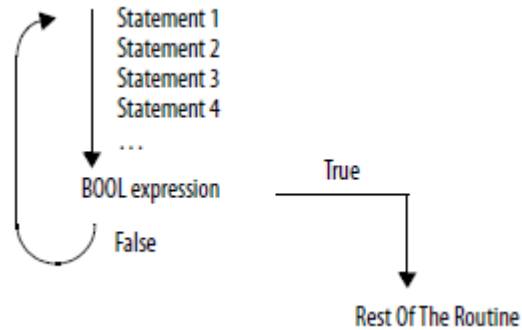 Statement 1
Statement 2
Statement 3
Statement 4
...
BOOL expression
True
False
Rest Of The Routine